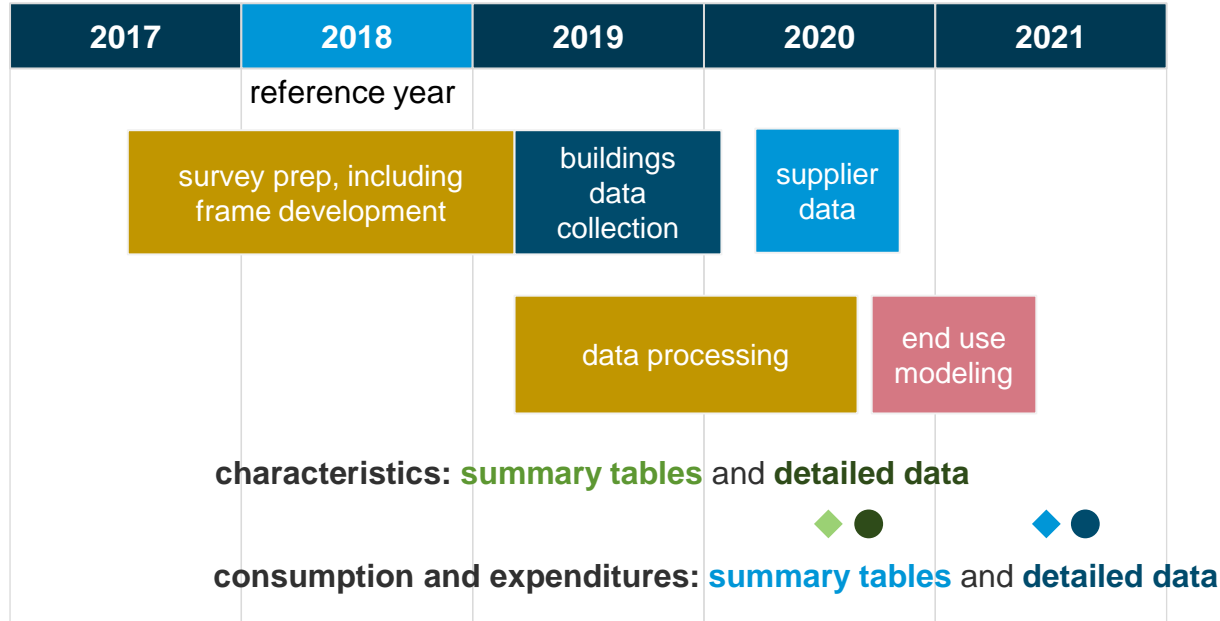 2017 2018 2019 2020 2021
reference year
survey prep, including
frame development
buildings
data
collection
supplier
data
data processing
end use
modeling
characteristics: summary tables and detailed data
consumption and expenditures: summary tables and detailed data